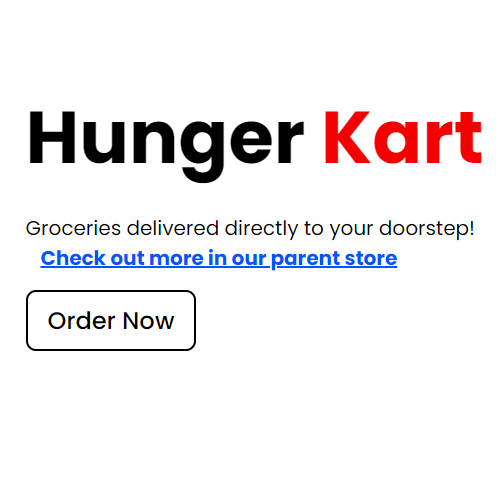 Hunger Kart
Groceries delivered directly to your doorstep!
Check out more in our parent store
Order Now